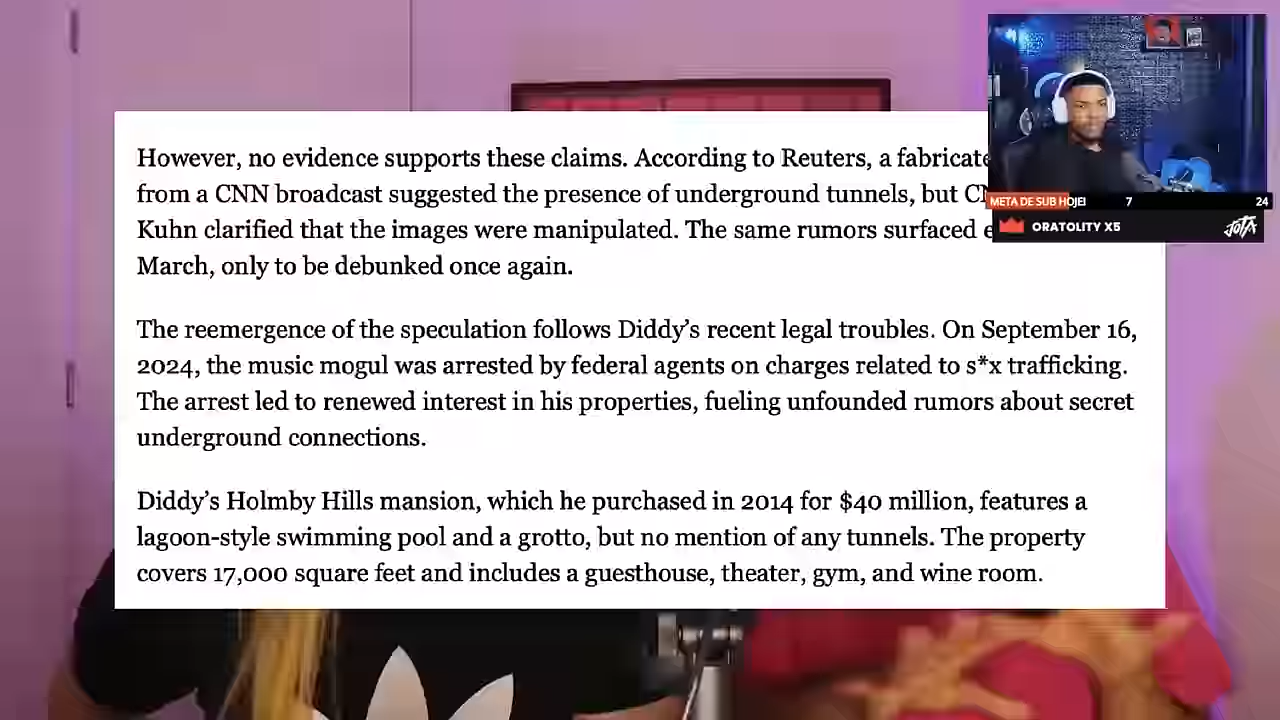 However, no evidence supports these claims. According to Reuters, a fabricate
from a CNN broadcast suggested the presence of underground tunnels, but
Kuhn clarified that the images were manipulated. The same rumors surfaced
March, only to be debunked once again.
The reemergence of the speculation follows Diddy's recent legal troubles. On September 16,
2024, the music mogul was arrested by federal agents on charges related to s*x trafficking.
The arrest led to renewed interest in his properties, fueling unfounded rumors about secret
underground connections.
Diddy's Holmby Hills mansion, which he purchased in 2014 for $40 million, features a
lagoon-style swimming pool and a grotto, but no mention of any tunnels. The property
covers 17,000 square feet and includes a guesthouse, theater, gym, and wine room.
META DE SUB HOJE! 7 24
ORATOLITY X5 JOTA